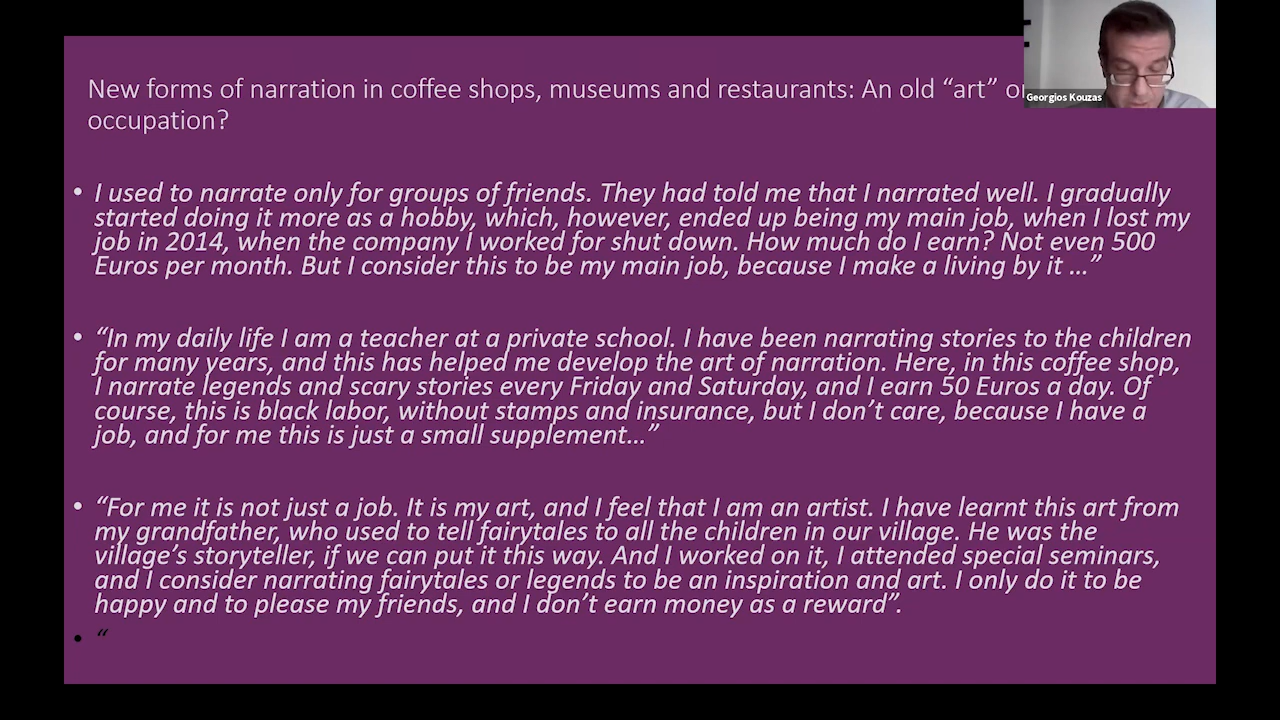 New forms of narration in coffee shops, museums and restaurants: An old “art” o
occupation?
Georgios Kouzas
• I used to narrate only for groups of friends. They had told me that I narrated well. I gradually
started doing it more as a hobby, which, however, ended up being my main job, when I lost my
job in 2014, when the company I worked for shut down. How much do I earn? Not even 500
Euros per month. But I consider this to be my main job, because I make a living by it …”
• “In my daily life I am a teacher at a private school. I have been narrating stories to the children
for many years, and this has helped me develop the art of narration. Here, in this coffee shop,
I narrate legends and scary stories every Friday and Saturday, and I earn 50 Euros a day. Of
course, this is black labor, without stamps and insurance, but I don’t care, because I have a
job, and for me this is just a small supplement…”
• “For me it is not just a job. It is my art, and I feel that I am an artist. I have learnt this art from
my grandfather, who used to tell fairytales to all the children in our village. He was the
village’s storyteller, if we can put it this way. And I worked on it, I attended special seminars,
and I consider narrating fairytales or legends to be an inspiration and art. I only do it to be
happy and to please my friends, and I don’t earn money as a reward”.
• “